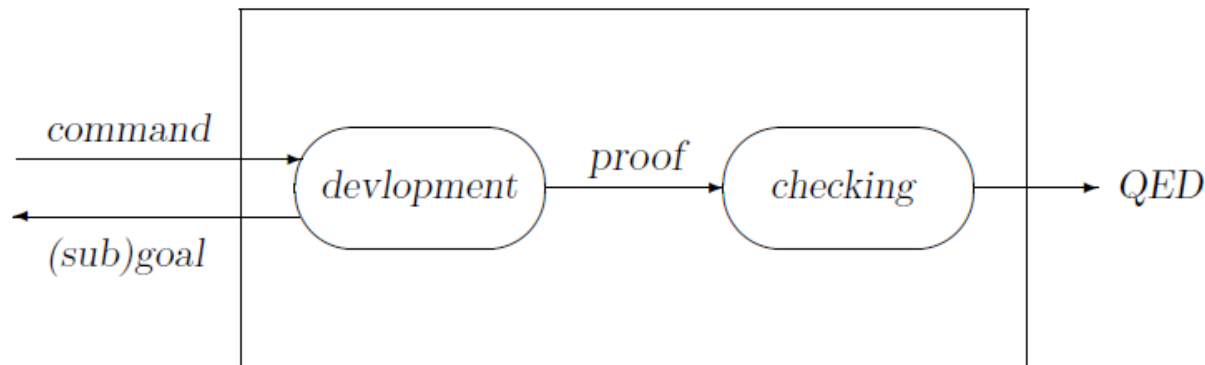 command
(sub)goal
devlopment
proof
checking
QED